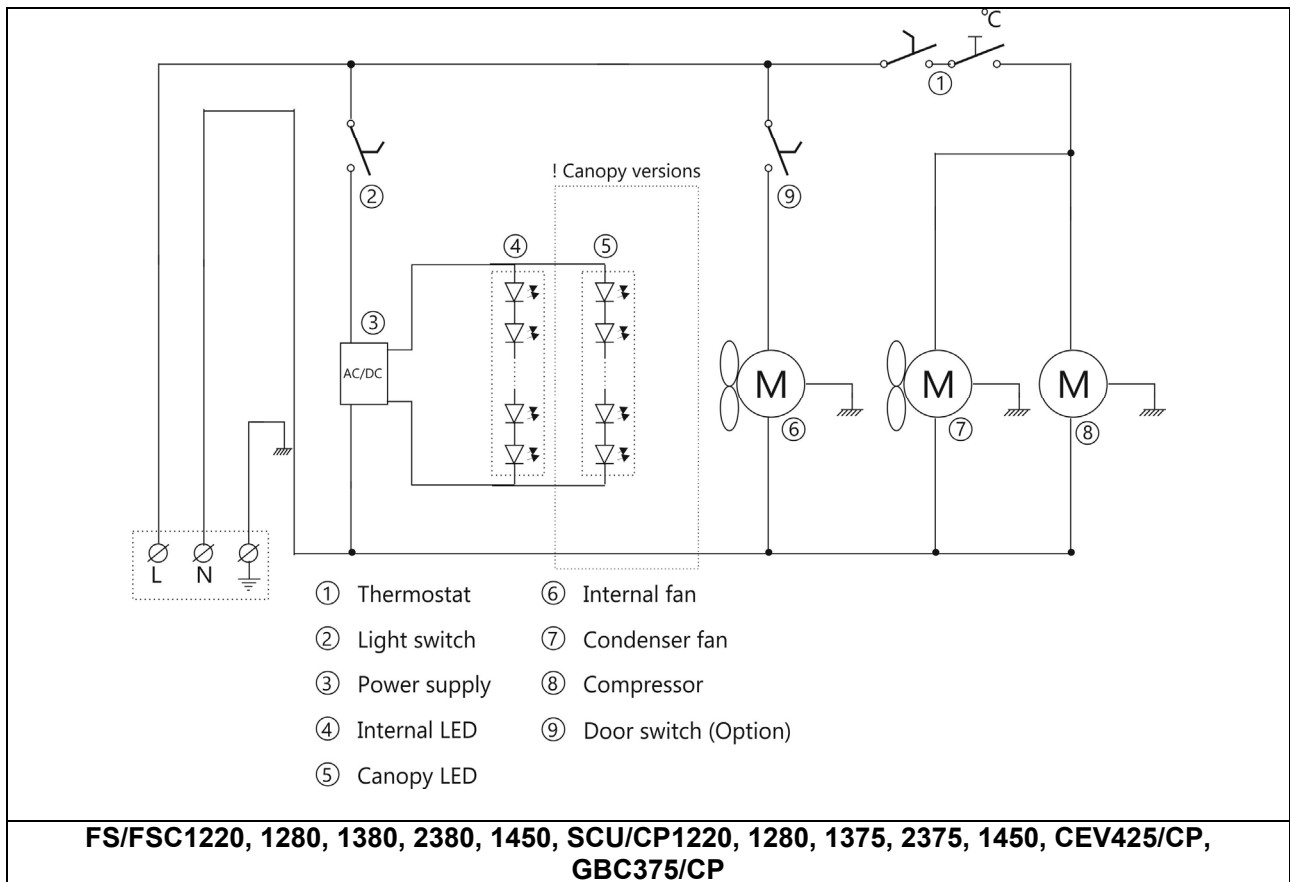 °C
①
! Canopy versions
②
⑨
④
⑤
③
AC/DC
M
M
M
⑥
⑦
⑧
L
N
① Thermostat
② Light switch
③ Power supply
④ Internal LED
⑤ Canopy LED
⑥ Internal fan
⑦ Condenser fan
⑧ Compressor
⑨ Door switch (Option)
FS/FSC1220, 1280, 1380, 2380, 1450, SCU/CP1220, 1280, 1375, 2375, 1450, CEV425/CP,
GBC375/CP